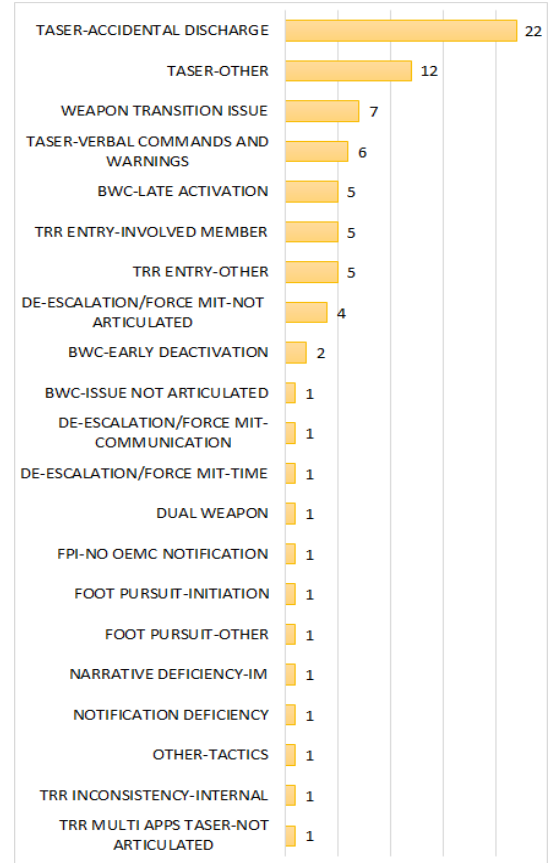 TASER-ACCIDENTAL DISCHARGE 22
TASER-OTHER 12
WEAPON TRANSITION ISSUE 7
TASER-VERBAL COMMANDS AND
WARNINGS 6
BWC-LATE ACTIVATION 5
TRR ENTRY-INVOLVED MEMBER 5
TRR ENTRY-OTHER 5
DE-ESCALATION/FORCE MIT-NOT
ARTICULATED 4
BWC-EARLY DEACTIVATION 2
BWC-ISSUE NOT ARTICULATED 1
DE-ESCALATION/FORCE MIT-
COMMUNICATION 1
DE-ESCALATION/FORCE MIT-TIME 1
DUAL WEAPON 1
FPI-NO OEMC NOTIFICATION 1
FOOT PURSUIT-INITIATION 1
FOOT PURSUIT-OTHER 1
NARRATIVE DEFICIENCY-IM 1
NOTIFICATION DEFICIENCY 1
OTHER-TACTICS 1
TRR INCONSISTENCY-INTERNAL 1
TRR MULTI APPS TASER-NOT
ARTICULATED 1